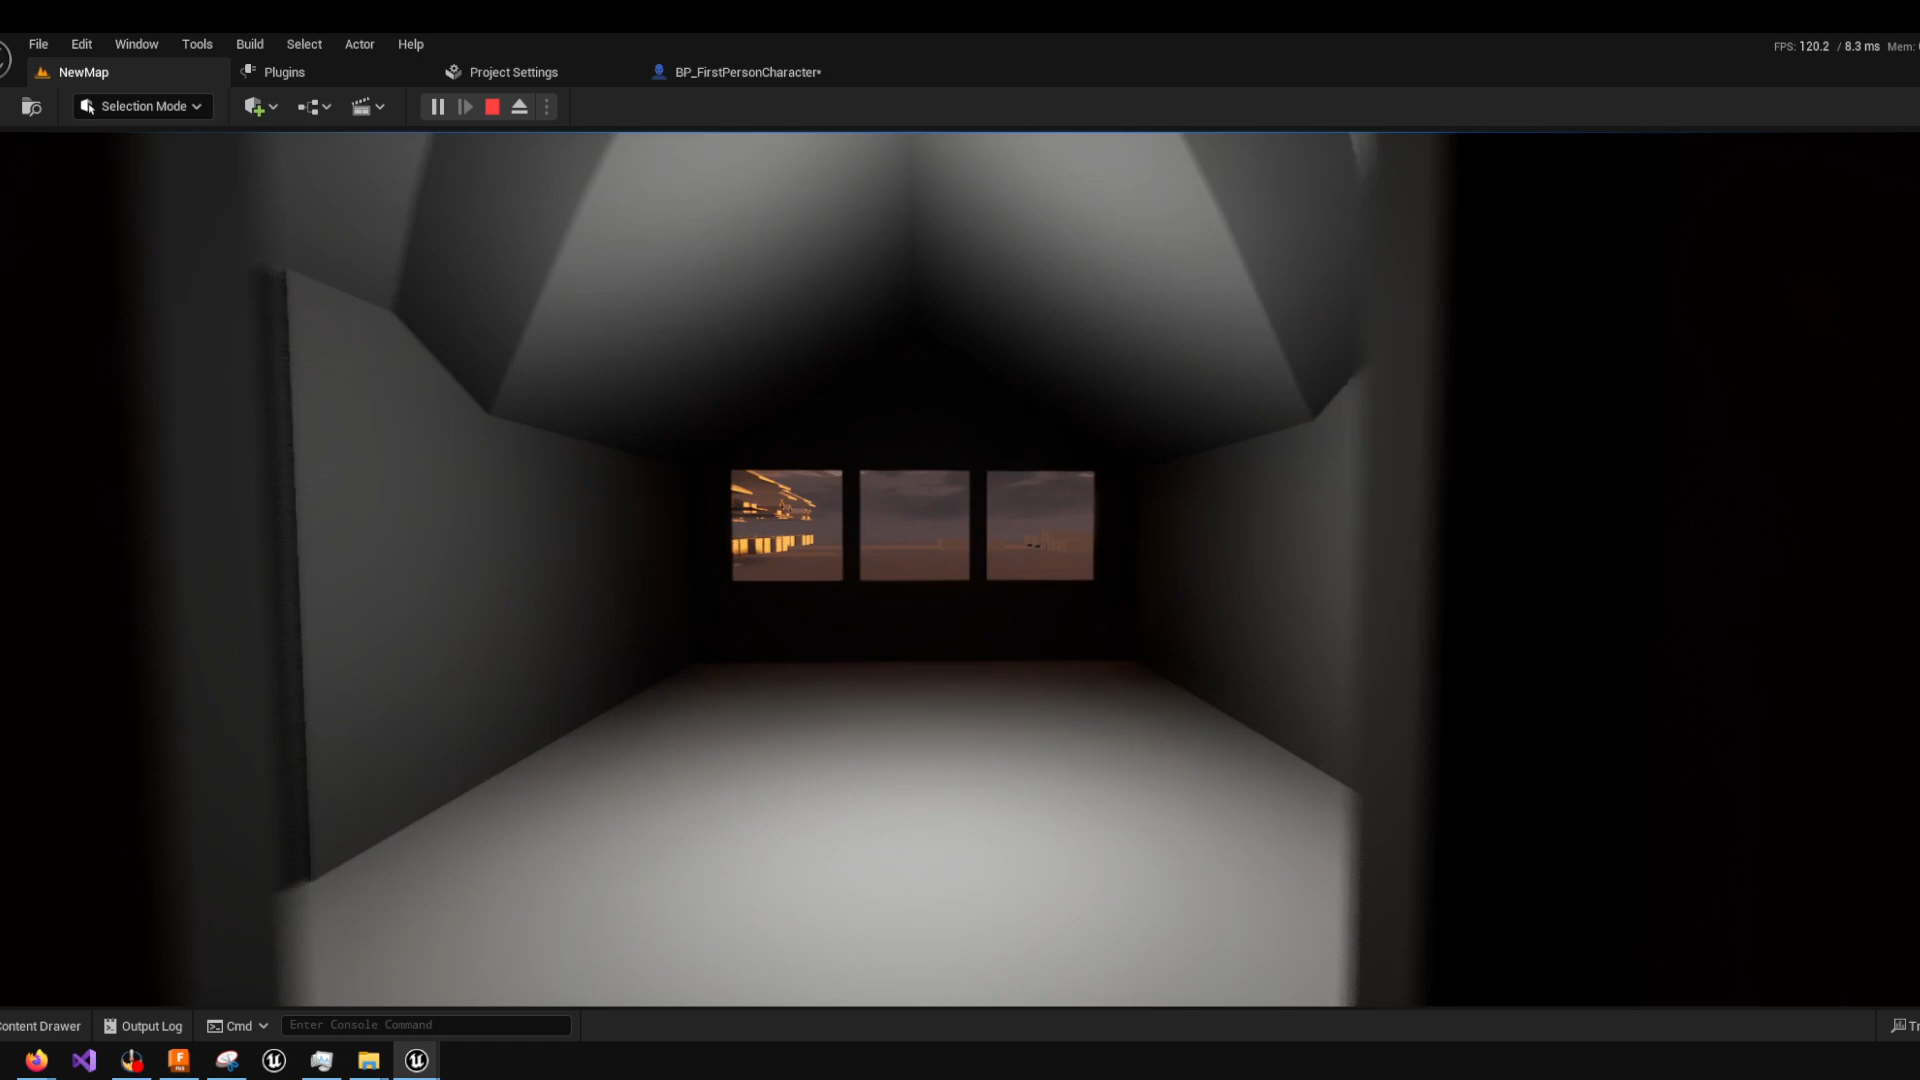 File Edit Window Tools Build Select Actor Help
FPS: 120.2 / 8.3 ms Mem:
NewMap Plugins Project Settings BP_FirstPersonCharacter*
Selection Mode
ontent Drawer Output Log Cmd Enter Console Command Tr